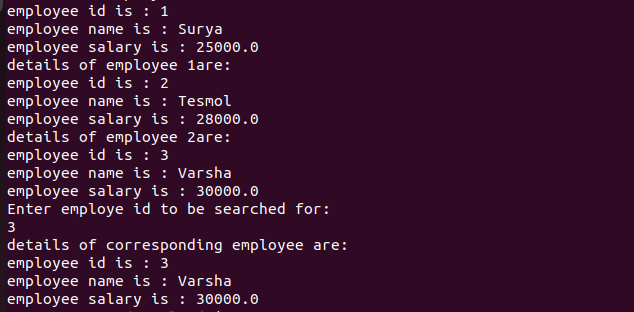 employee id is : 1
employee name is : Surya
employee salary is : 25000.0
details of employee 1are:
employee id is : 2
employee name is : Tesmol
employee salary is : 28000.0
details of employee 2are:
employee id is : 3
employee name is : Varsha
employee salary is : 30000.0
Enter employe id to be searched for:
3
details of corresponding employee are:
employee id is : 3
employee name is : Varsha
employee salary is : 30000.0